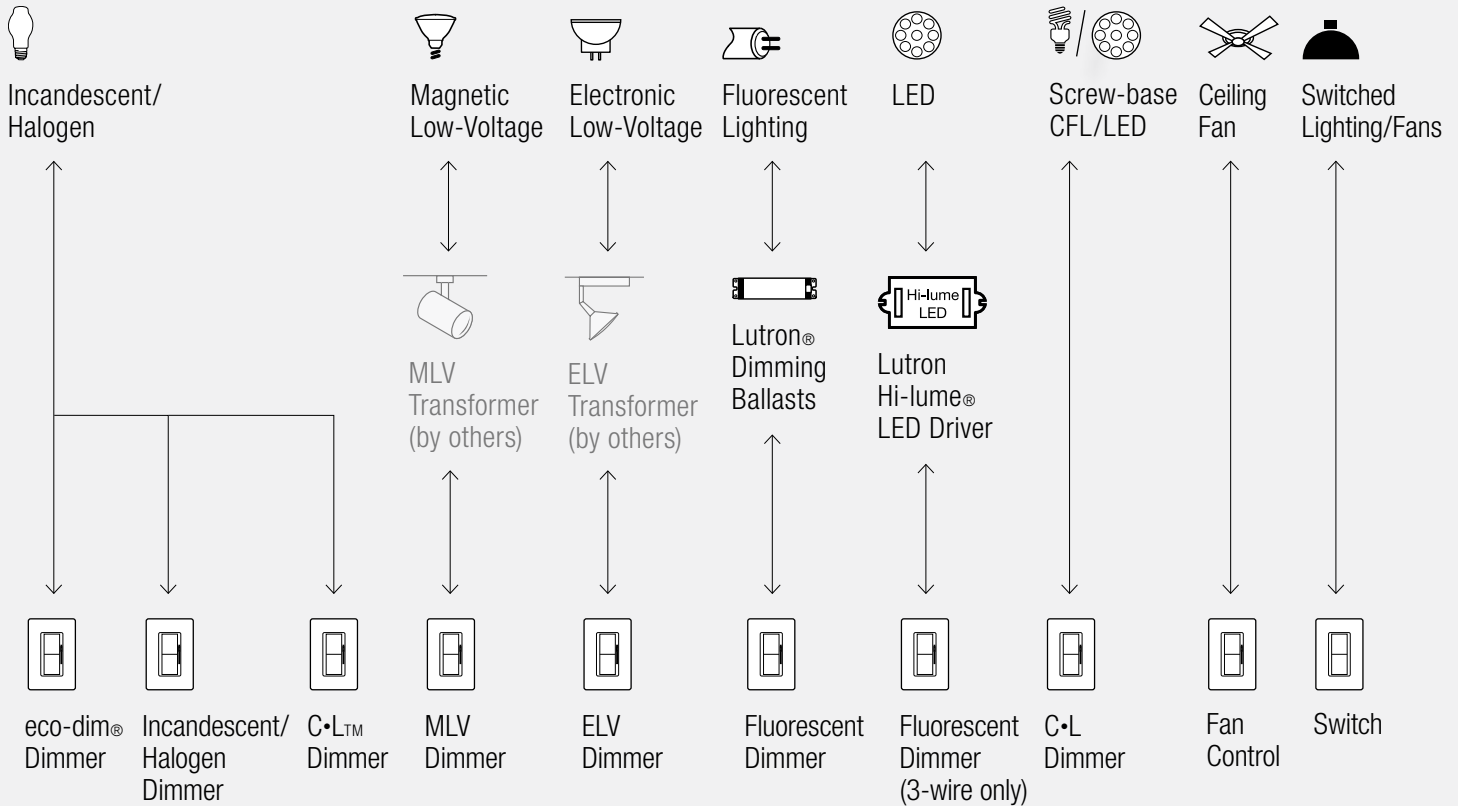 Incandescent/
Halogen
Magnetic
Low-Voltage
Electronic
Low-Voltage
Fluorescent
Lighting
LED
Screw-base
CFL/LED
Ceiling
Fan
Switched
Lighting/Fans
MLV
Transformer
(by others)
ELV
Transformer
(by others)
Lutron®
Dimming
Ballasts
Hi-lume
LED
Lutron
Hi-lume®
LED Driver
eco-dim®
Dimmer
Incandescent/
Halogen
Dimmer
C•L™
Dimmer
MLV
Dimmer
ELV
Dimmer
Fluorescent
Dimmer
Fluorescent
Dimmer
(3-wire only)
C•L
Dimmer
Fan
Control
Switch